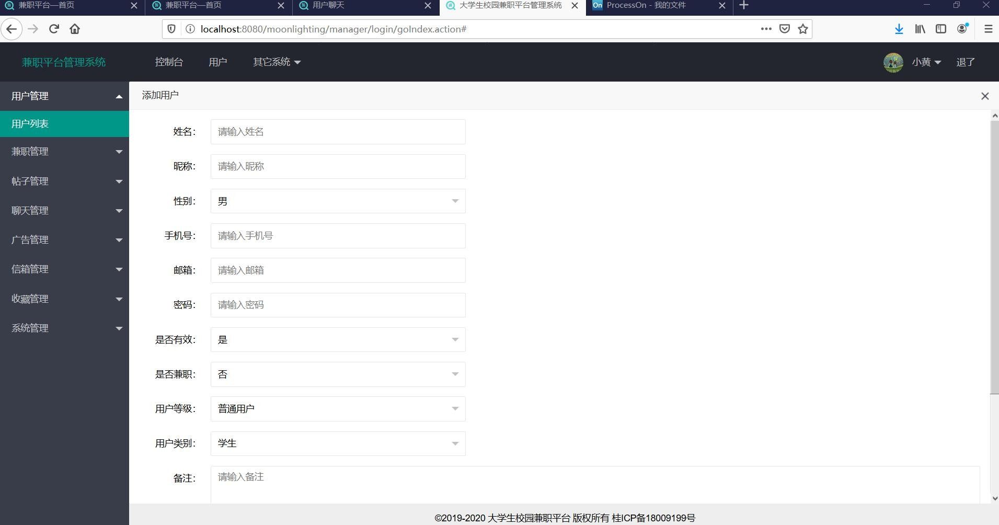 兼职平台—首页
兼职平台—首页
用户聊天
大学生校园兼职平台管理系统
On ProcessOn - 我的文件
localhost:8080/moonlighting/manager/login/goIndex.action#
兼职平台管理系统
控制台
用户
其它系统
小黄
退了
用户管理
用户列表
兼职管理
帖子管理
聊天管理
广告管理
信箱管理
收藏管理
系统管理
添加用户
姓名： 请输入姓名
昵称： 请输入昵称
性别： 男
手机号： 请输入手机号
邮箱： 请输入邮箱
密码： 请输入密码
是否有效： 是
是否兼职： 否
用户等级： 普通用户
用户类别： 学生
备注： 请输入备注
©2019-2020 大学生校园兼职平台 版权所有 桂ICP备18009199号